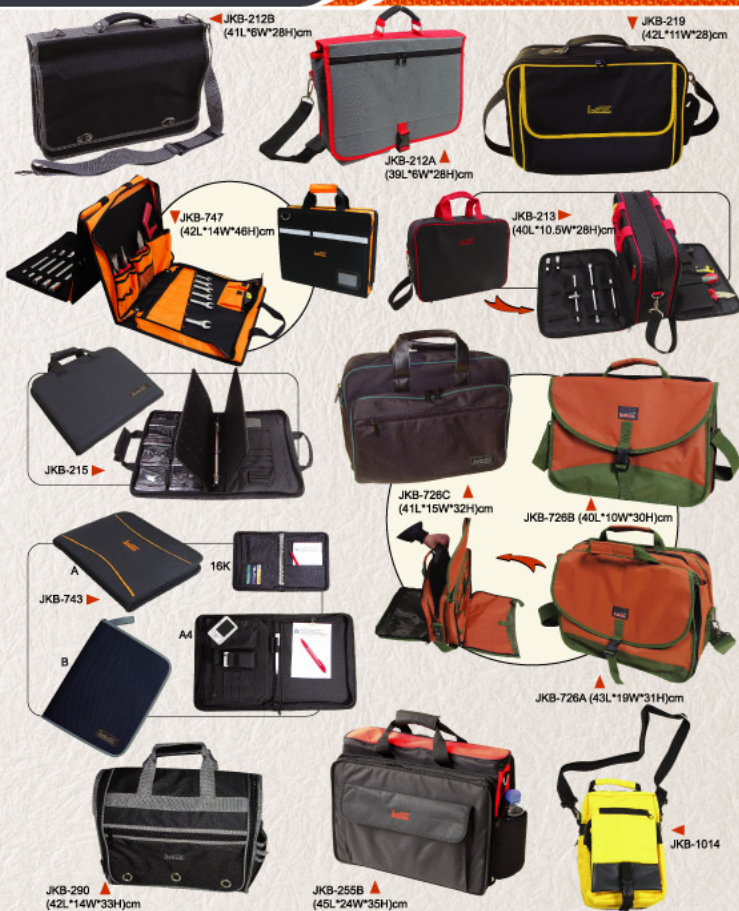 JKB-212B
(41L*6W*28H)cm
JKB-219
(42L*11W*28)cm
JKB-212A
(39L*6W*28H)cm
JKB-747
(42L*14W*46H)cm
JKB-213
(40L*10.5W*28H)cm
JKB-215
JKB-726C
(41L*15W*32H)cm
JKB-726B (40L*10W*30H)cm
A
16K
JKB-743
A4
B
JKB-726A (43L*19W*31H)cm
JKB-290
(42L*14W*33H)cm
JKB-255B
(45L*24W*35H)cm
JKB-1014